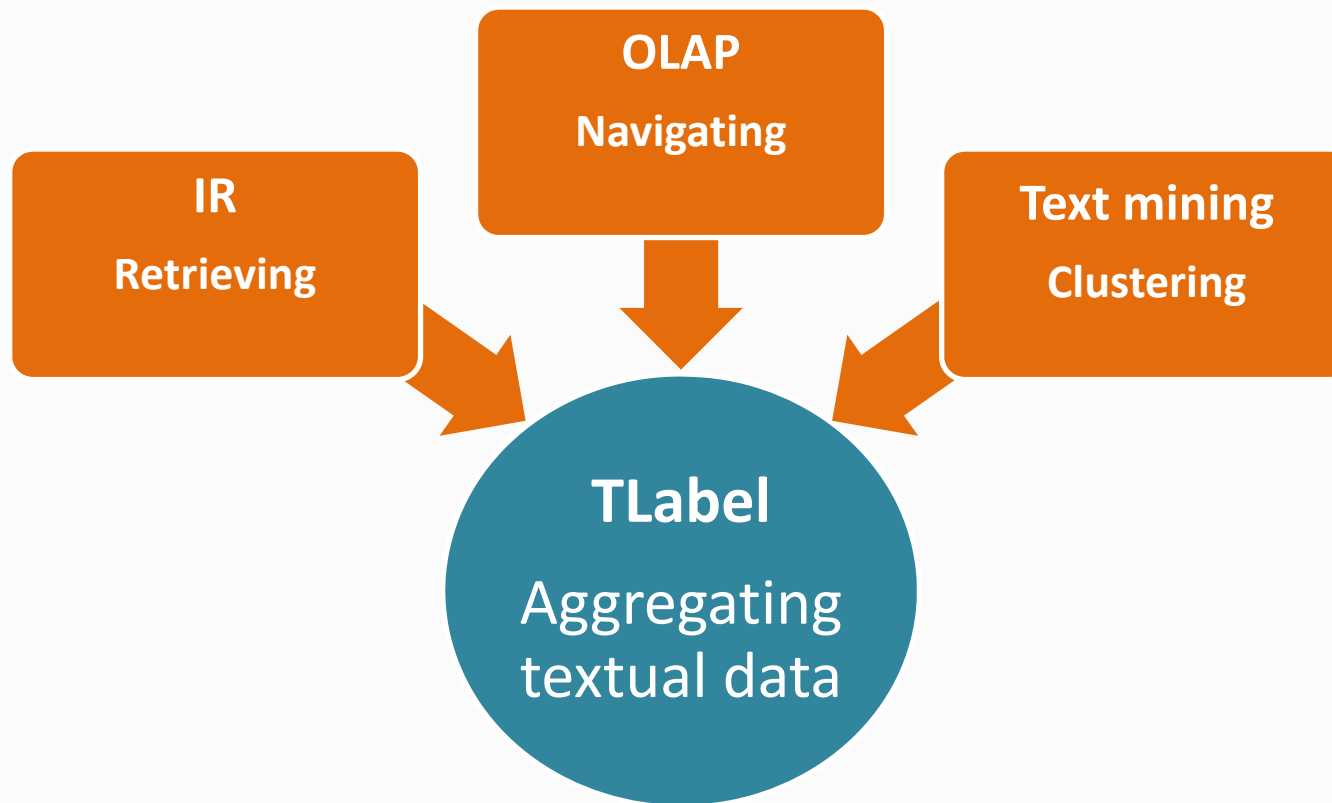 IR
Retrieving
OLAP
Navigating
Text mining
Clustering
TLabel
Aggregating
textual data